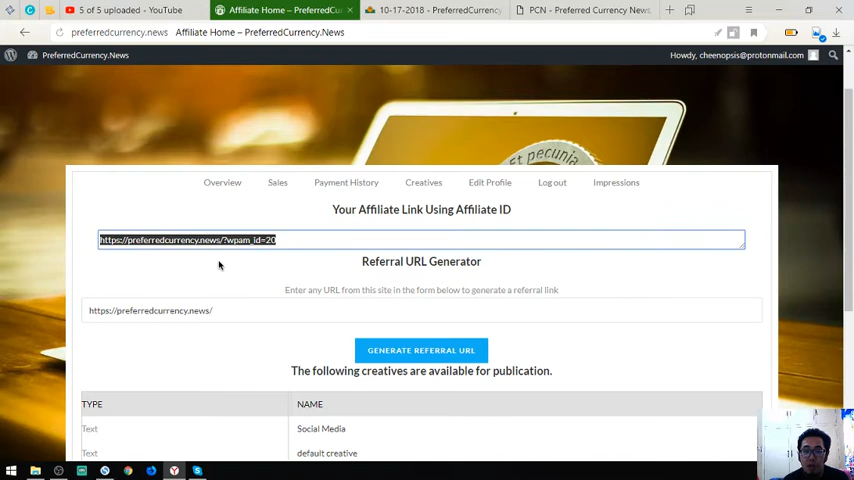 5 of 5 uploaded - YouTube
Affiliate Home – PreferredCur
10-17-2018 - Preferredcurrency
PCN - Preferred Currency News
preferredcurrency.news
Affiliate Home – PreferredCurrency.News
PreferredCurrency.News
Howdy, cheenopsis@protonmail.com
et pecunia
Overview
Sales
Payment History
Creatives
Edit Profile
Log out
Impressions
Your Affiliate Link Using Affiliate ID
https://preferredcurrency.news/?wpam_id=20
Referral URL Generator
Enter any URL from this site in the form below to generate a referral link
https://preferredcurrency.news/
GENERATE REFERRAL URL
The following creatives are available for publication.
TYPE
NAME
Text
Social Media
Text
default creative